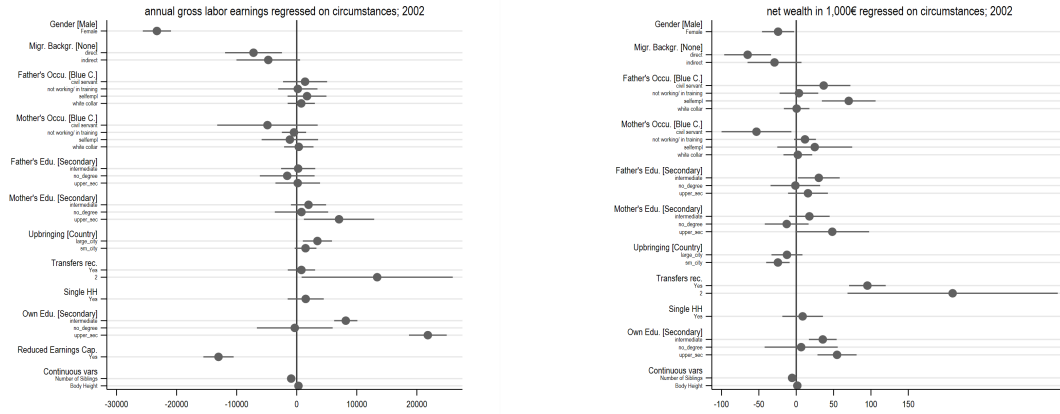 annual gross labor earnings regressed on circumstances; 2002
Gender [Male]
Female
Migr. Backgr. [None]
direct
indirect
Father's Occu. [Blue C.]
civil servant
not working/ in training
selfempl
white collar
Mother's Occu. [Blue C.]
civil servant
not working/ in training
selfempl
white collar
Father's Edu. [Secondary]
intermediate
no_degree
upper_sec
Mother's Edu. [Secondary]
intermediate
no_degree
upper_sec
Upbringing [Country]
large_city
sm_city
Transfers rec.
Yes
2
Single HH
Yes
Own Edu. [Secondary]
intermediate
no_degree
upper_sec
Reduced Earnings Cap.
Yes
Continuous vars
Number of Siblings
Body Height
-30000 -20000 -10000 0 10000 20000
net wealth in 1,000€ regressed on circumstances; 2002
Gender [Male]
Female
Migr. Backgr. [None]
direct
indirect
Father's Occu. [Blue C.]
civil servant
not working/ in training
selfempl
white collar
Mother's Occu. [Blue C.]
civil servant
not working/ in training
selfempl
white collar
Father's Edu. [Secondary]
intermediate
no_degree
upper_sec
Mother's Edu. [Secondary]
intermediate
no_degree
upper_sec
Upbringing [Country]
large_city
sm_city
Transfers rec.
Yes
2
Single HH
Yes
Own Edu. [Secondary]
intermediate
no_degree
upper_sec
Continuous vars
Number of Siblings
Body Height
-100 -50 0 50 100 150